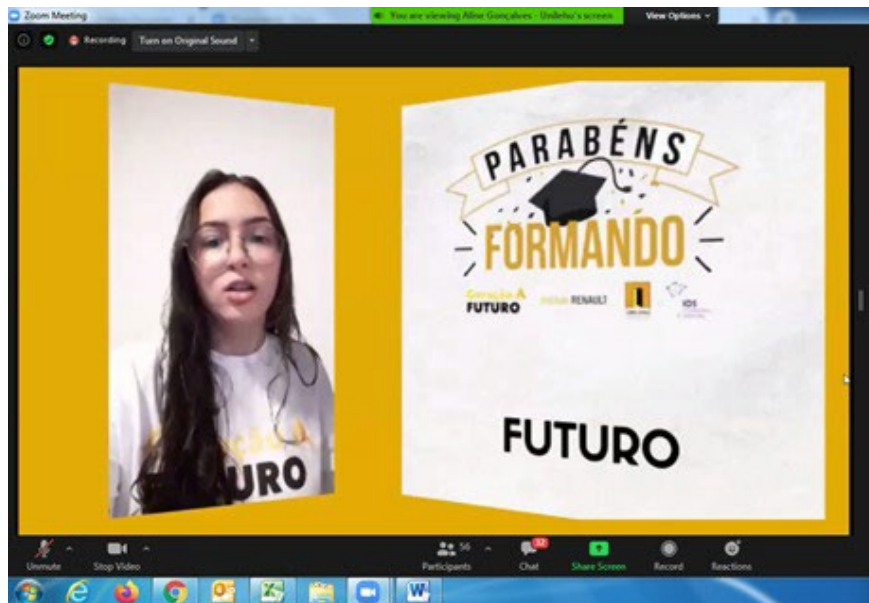 Zoom Meeting
You are viewing Aline Gonçalves - Unilehu's screen
View Options
Recording
Turn on Original Sound
PARABÉNS
FORMANDO
Geração A
FUTURO
RENAULT
IOS
FUTURO
URO
Unmute
Stop Video
56
Participants
32
Chat
Share Screen
Record
Reactions